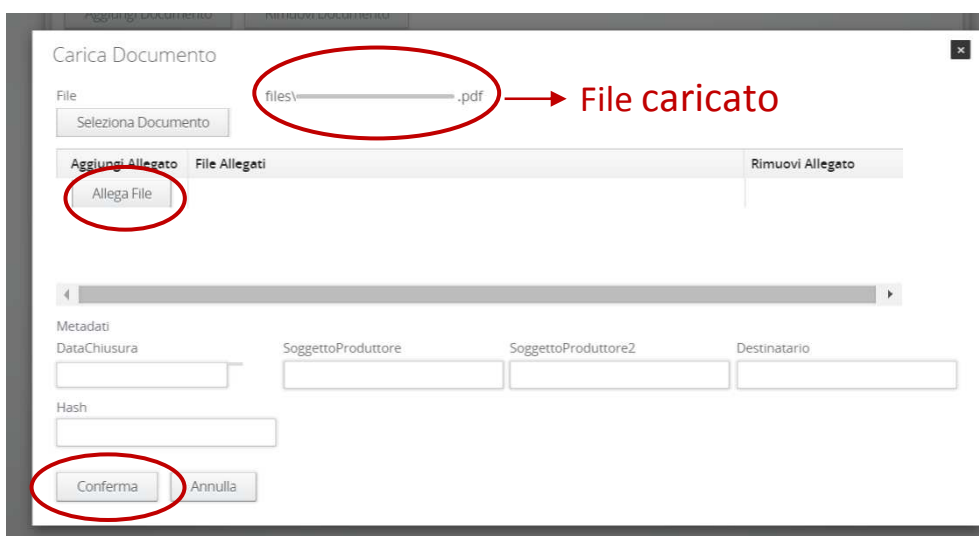 Aggiungi Documento Rimuovi Documento
Carica Documento
x
File
files\ .pdf
File caricato
Seleziona Documento
Aggiungi Allegato File Allegati Rimuovi Allegato
Allega File
Metadati
DataChiusura SoggettoProduttore SoggettoProduttore2 Destinatario
Hash
Conferma Annulla